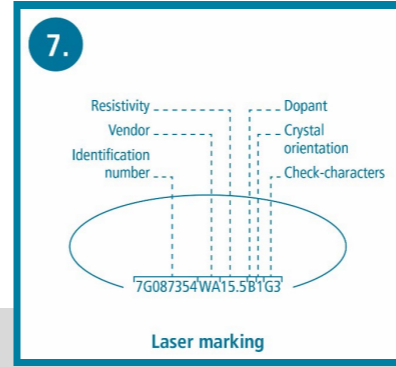 7.
Resistivity
Dopant
Vendor
Crystal
orientation
Identification
number
Check-characters
7G087354WA15.5B1G3
Laser marking